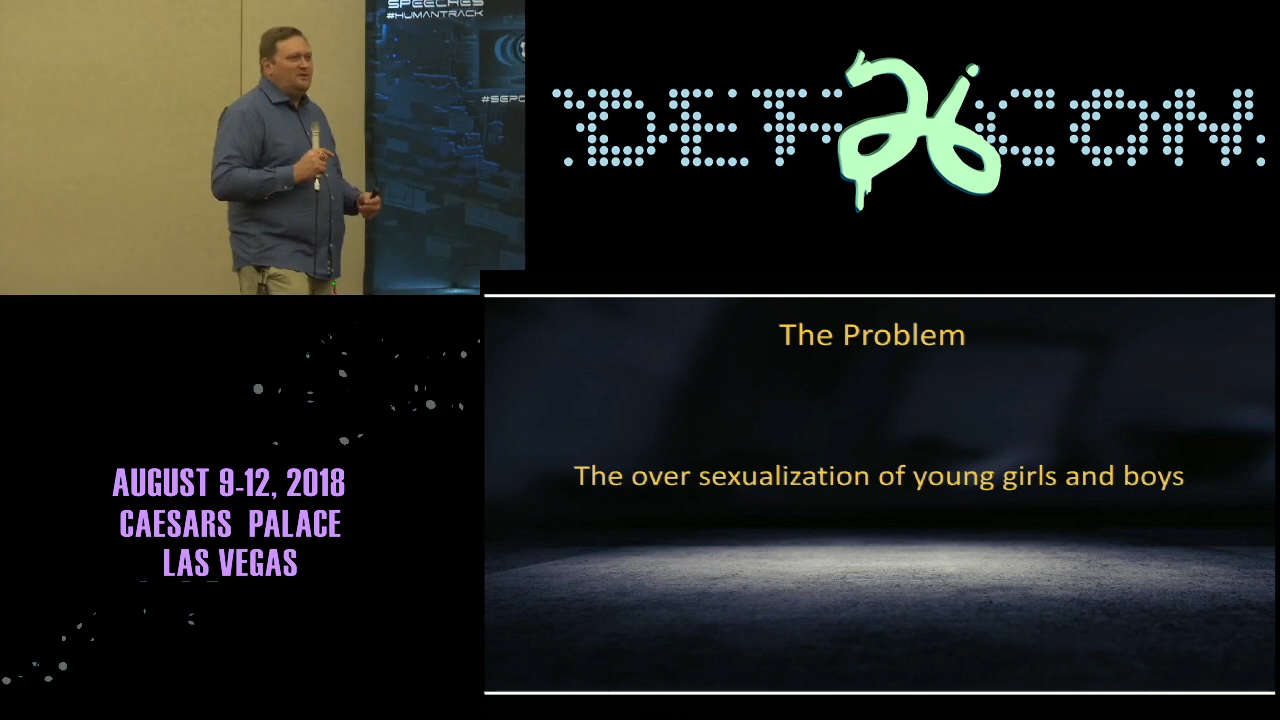 SPEECHES
#HUMANTRACK
DEF 26 CON
AUGUST 9-12, 2018
CAESARS PALACE
LAS VEGAS
The Problem
The over sexualization of young girls and boys